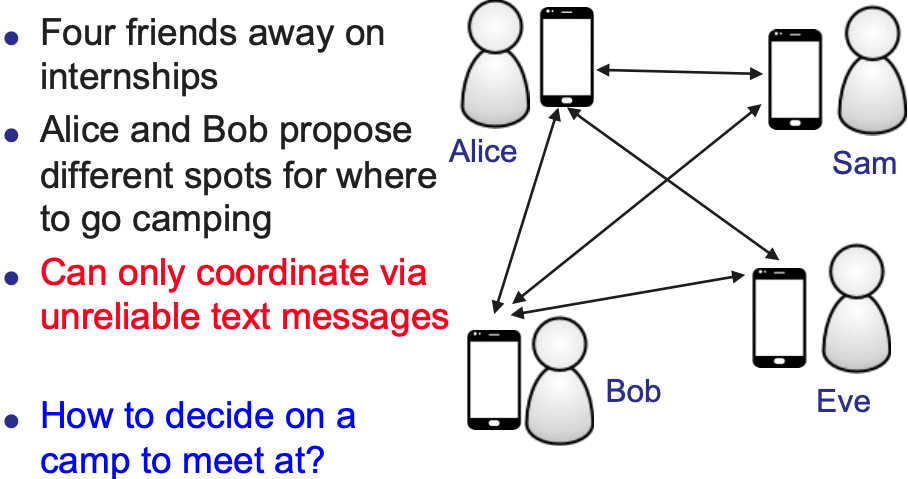 • Four friends away on
internships
• Alice and Bob propose
different spots for where
to go camping
• Can only coordinate via
unreliable text messages
• How to decide on a
camp to meet at?
Alice
Sam
Bob
Eve